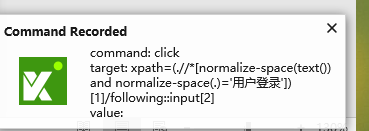 Command Recorded
command: click
target: xpath=(.//*[normalize-space(text())
and normalize-space(.)='用户登录'])
[1]/following::input[2]
value: